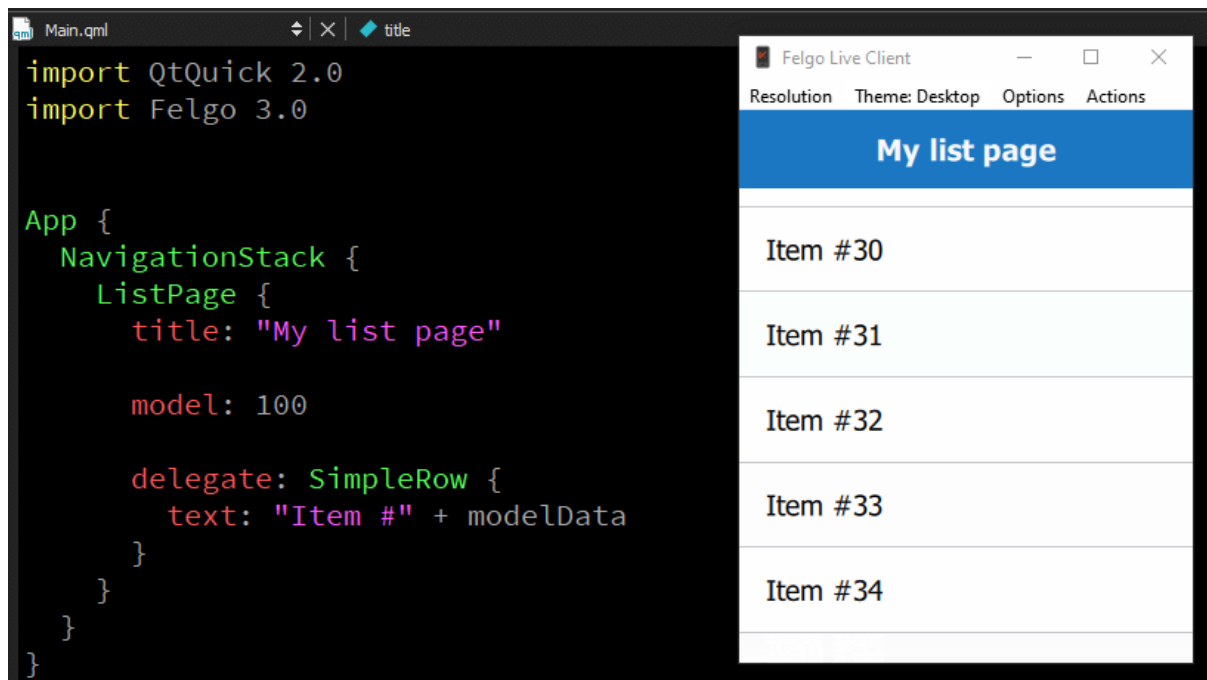 Main.qml
title
import QtQuick 2.0
import Felgo 3.0
App {
NavigationStack {
ListPage {
title: "My list page"
model: 100
delegate: SimpleRow {
text: "Item #" + modelData
}
}
}
}
Felgo Live Client
Resolution Theme: Desktop Options Actions
My list page
Item #30
Item #31
Item #32
Item #33
Item #34